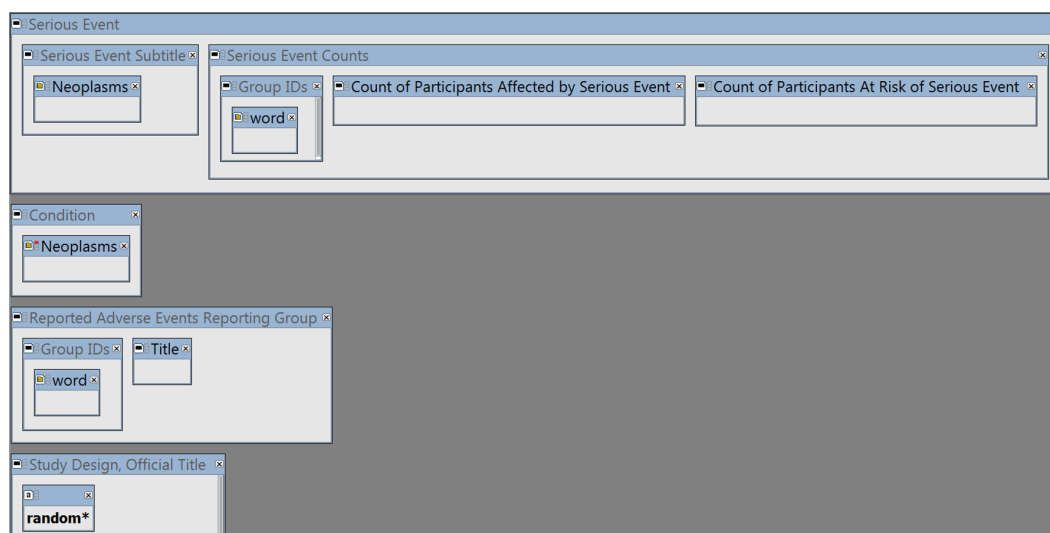 Serious Event
Serious Event Subtitle
Serious Event Counts
Neoplasms
Group IDs
Count of Participants Affected by Serious Event
Count of Participants At Risk of Serious Event
word
Condition
Neoplasms
Reported Adverse Events Reporting Group
Group IDs
Title
word
Study Design, Official Title
a
random*